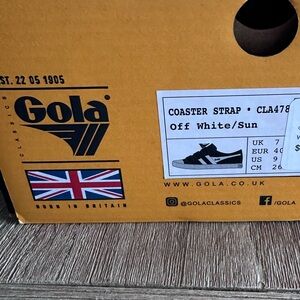 ST. 22 05 1905
CLASSICS
Gola
BORN IN BRITAIN
COASTER STRAP • CLA478
Off White/Sun
UK 7
EUR 40
US 9
CM 26
WWW.GOLA.CO.UK
@GOLACLASSICS
/GOLA
$